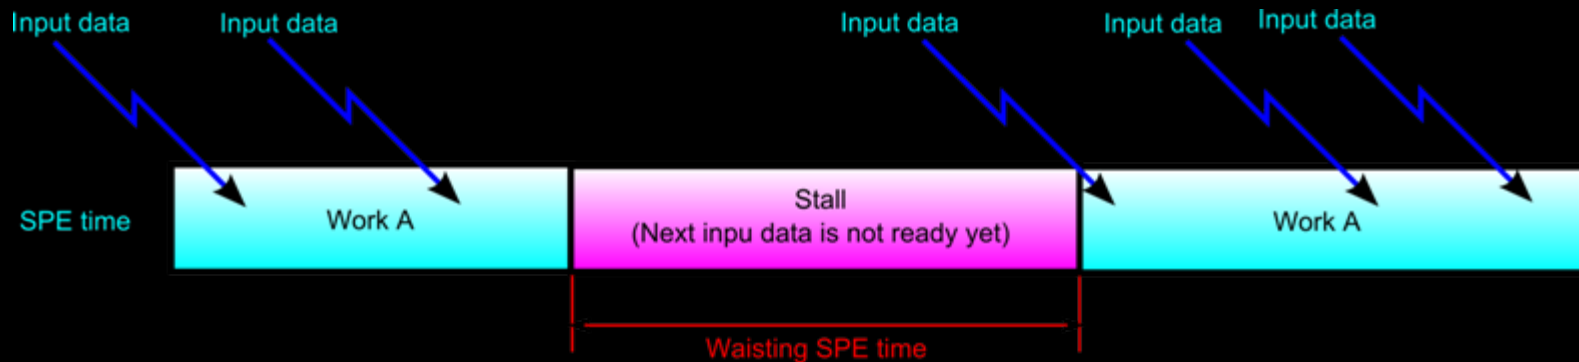 Input data
Input data
Input data
Input data
Input data
SPE time
Work A
Stall
(Next inpu data is not ready yet)
Work A
Waisting SPE time